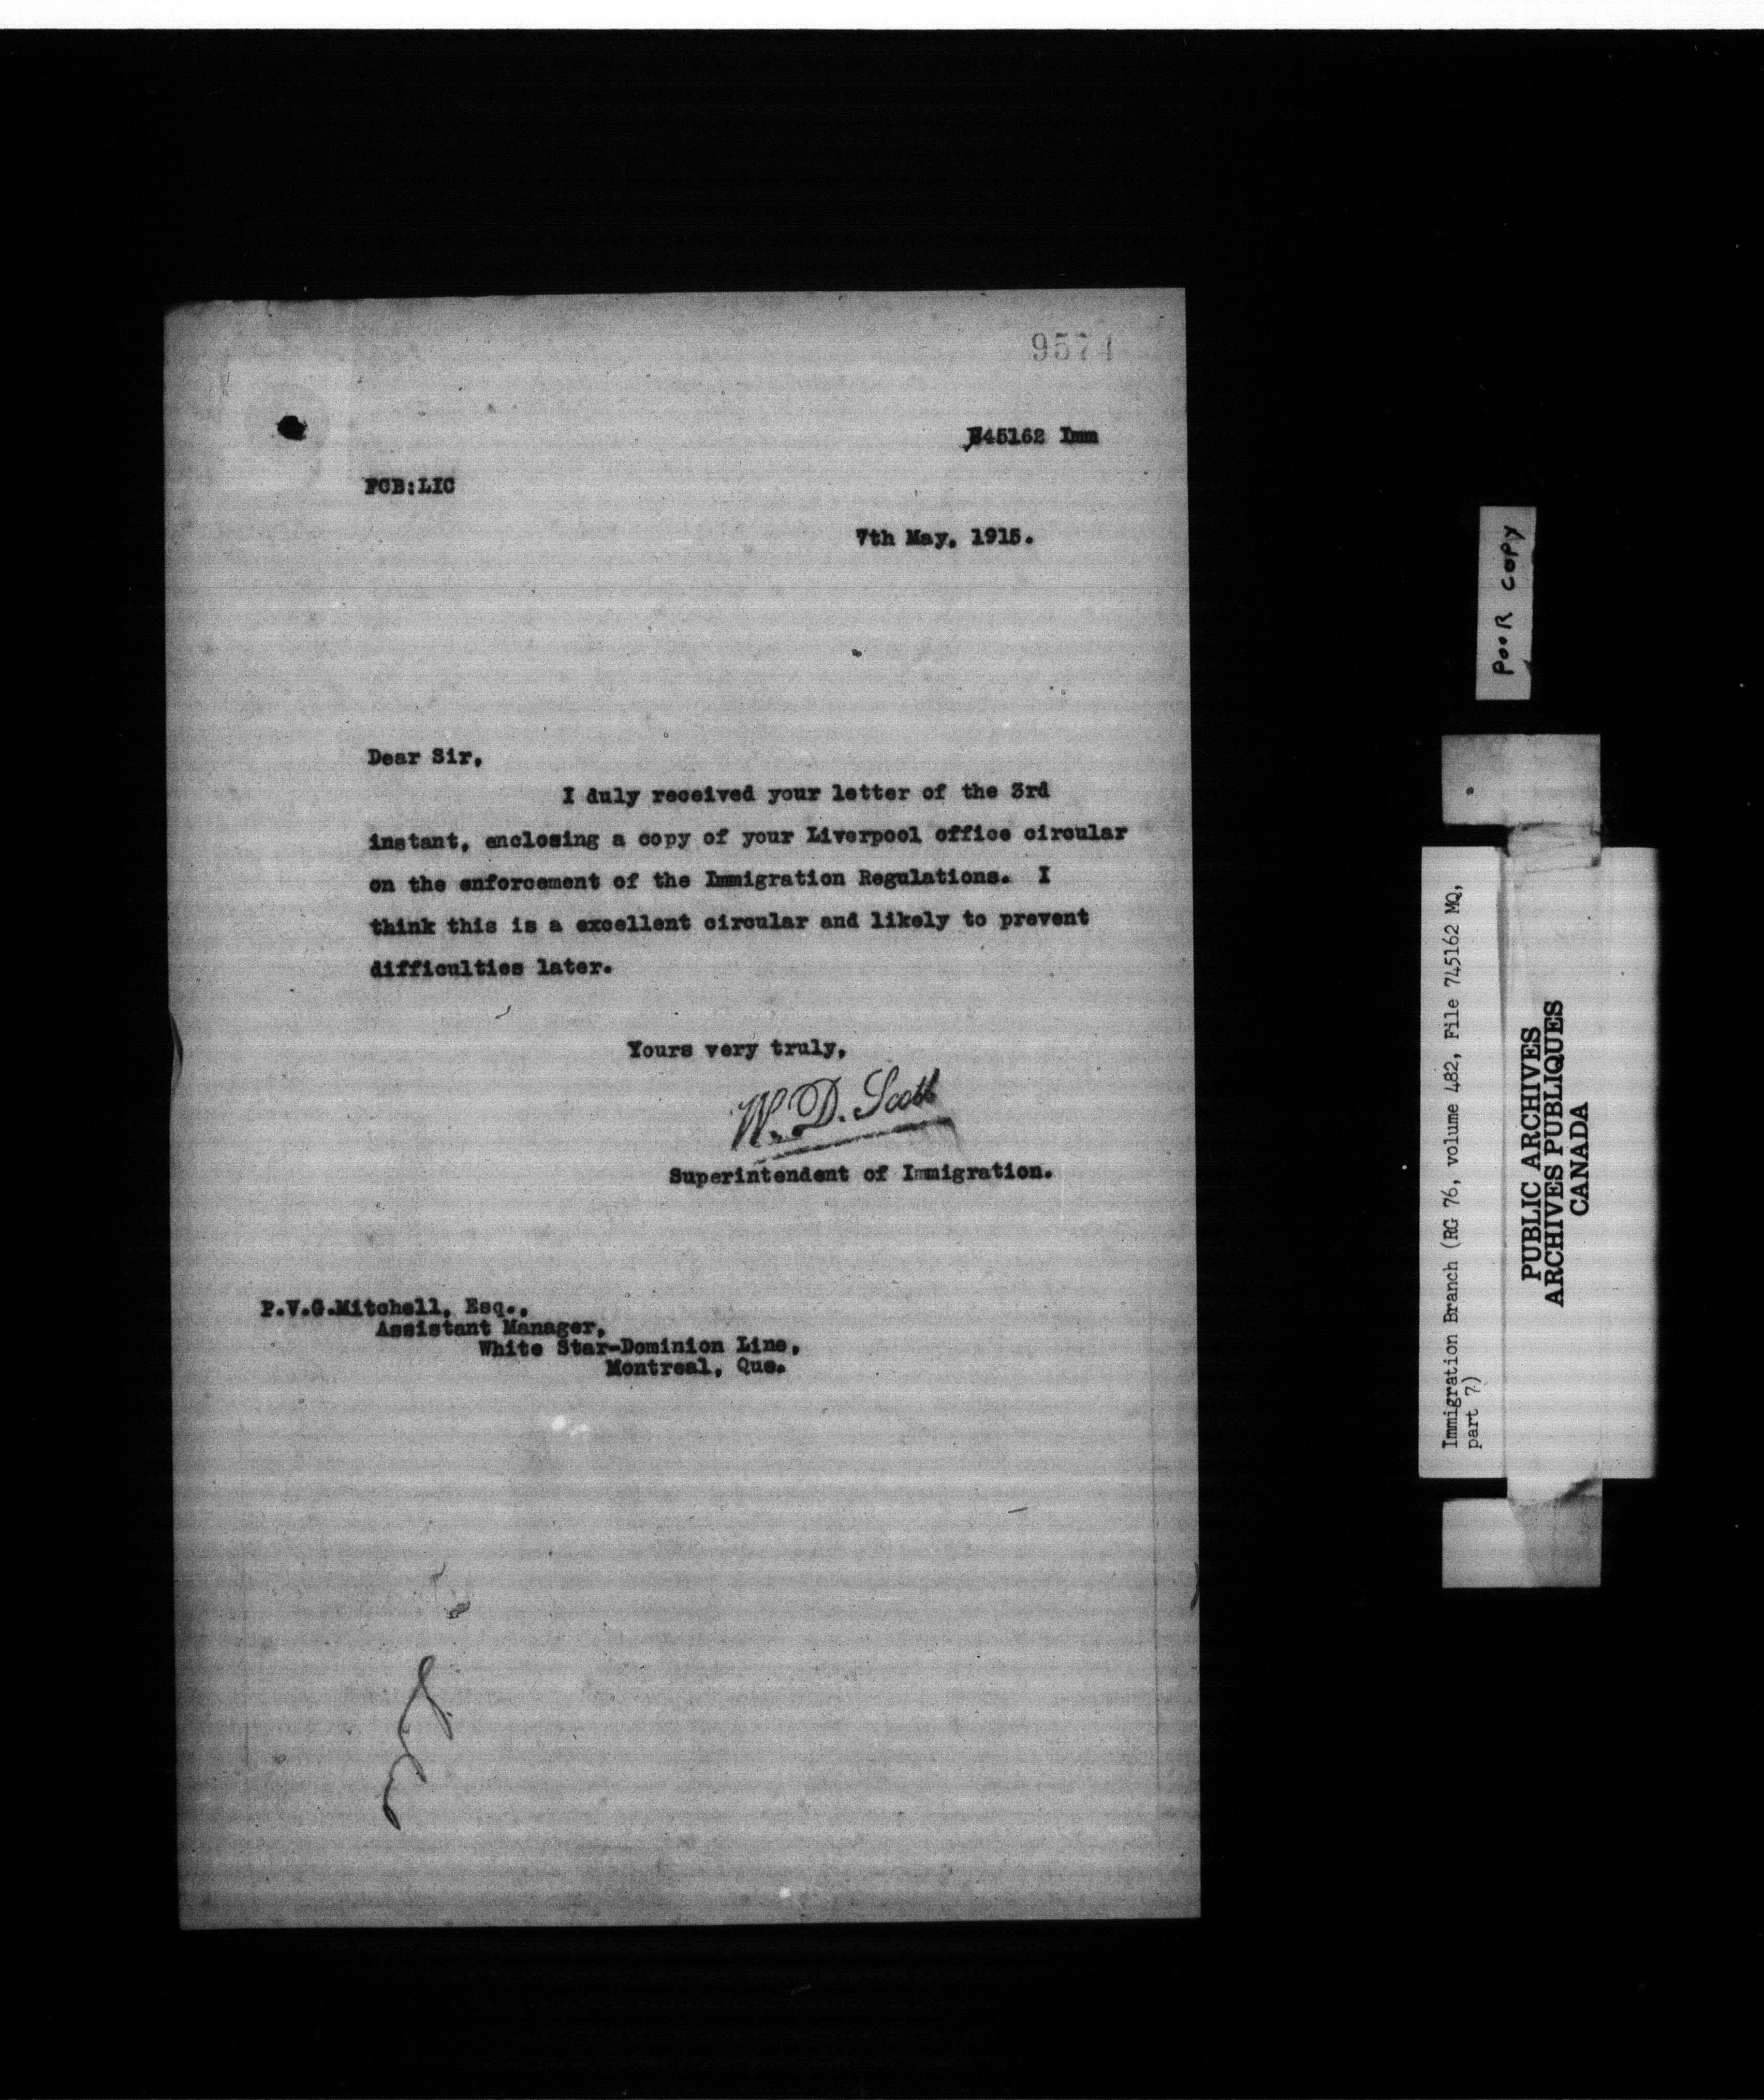 9574
745162 Imm
FCB:LIC
7th May, 1915.
Dear Sir,
I duly received your letter of the 3rd
instant, enclosing a copy of your Liverpool office circular
on the enforcement of the Immigration Regulations. I
think this is a excellent circular and likely to prevent
difficulties later.
Yours very truly,
W. D. Scott
Superintendent of Immigration.
P.V.G.Mitchell, Esq.,
Assistant Manager,
White Star-Dominion Line,
Montreal, Que.
POOR COPY
Immigration Branch (RG 76, volume 482, File 745162 MQ,
part 7)
PUBLIC ARCHIVES
ARCHIVES PUBLIQUES
CANADA